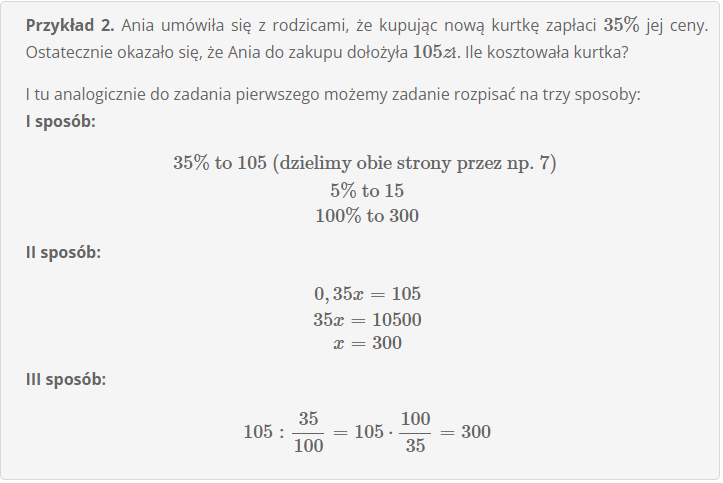 Przykład 2. Ania umówiła się z rodzicami, że kupując nową kurtkę zapłaci 35% jej ceny.
Ostatecznie okazało się, że Ania do zakupu dołożyła 105zł. Ile kosztowała kurtka?
I tu analogicznie do zadania pierwszego możemy zadanie rozpisać na trzy sposoby:
I sposób:
35% to 105 (dzielimy obie strony przez np. 7)
5% to 15
100% to 300
II sposób:
0,35x = 105
35x = 10500
x = 300
III sposób:
105 : 35/100 = 105 · 100/35 = 300